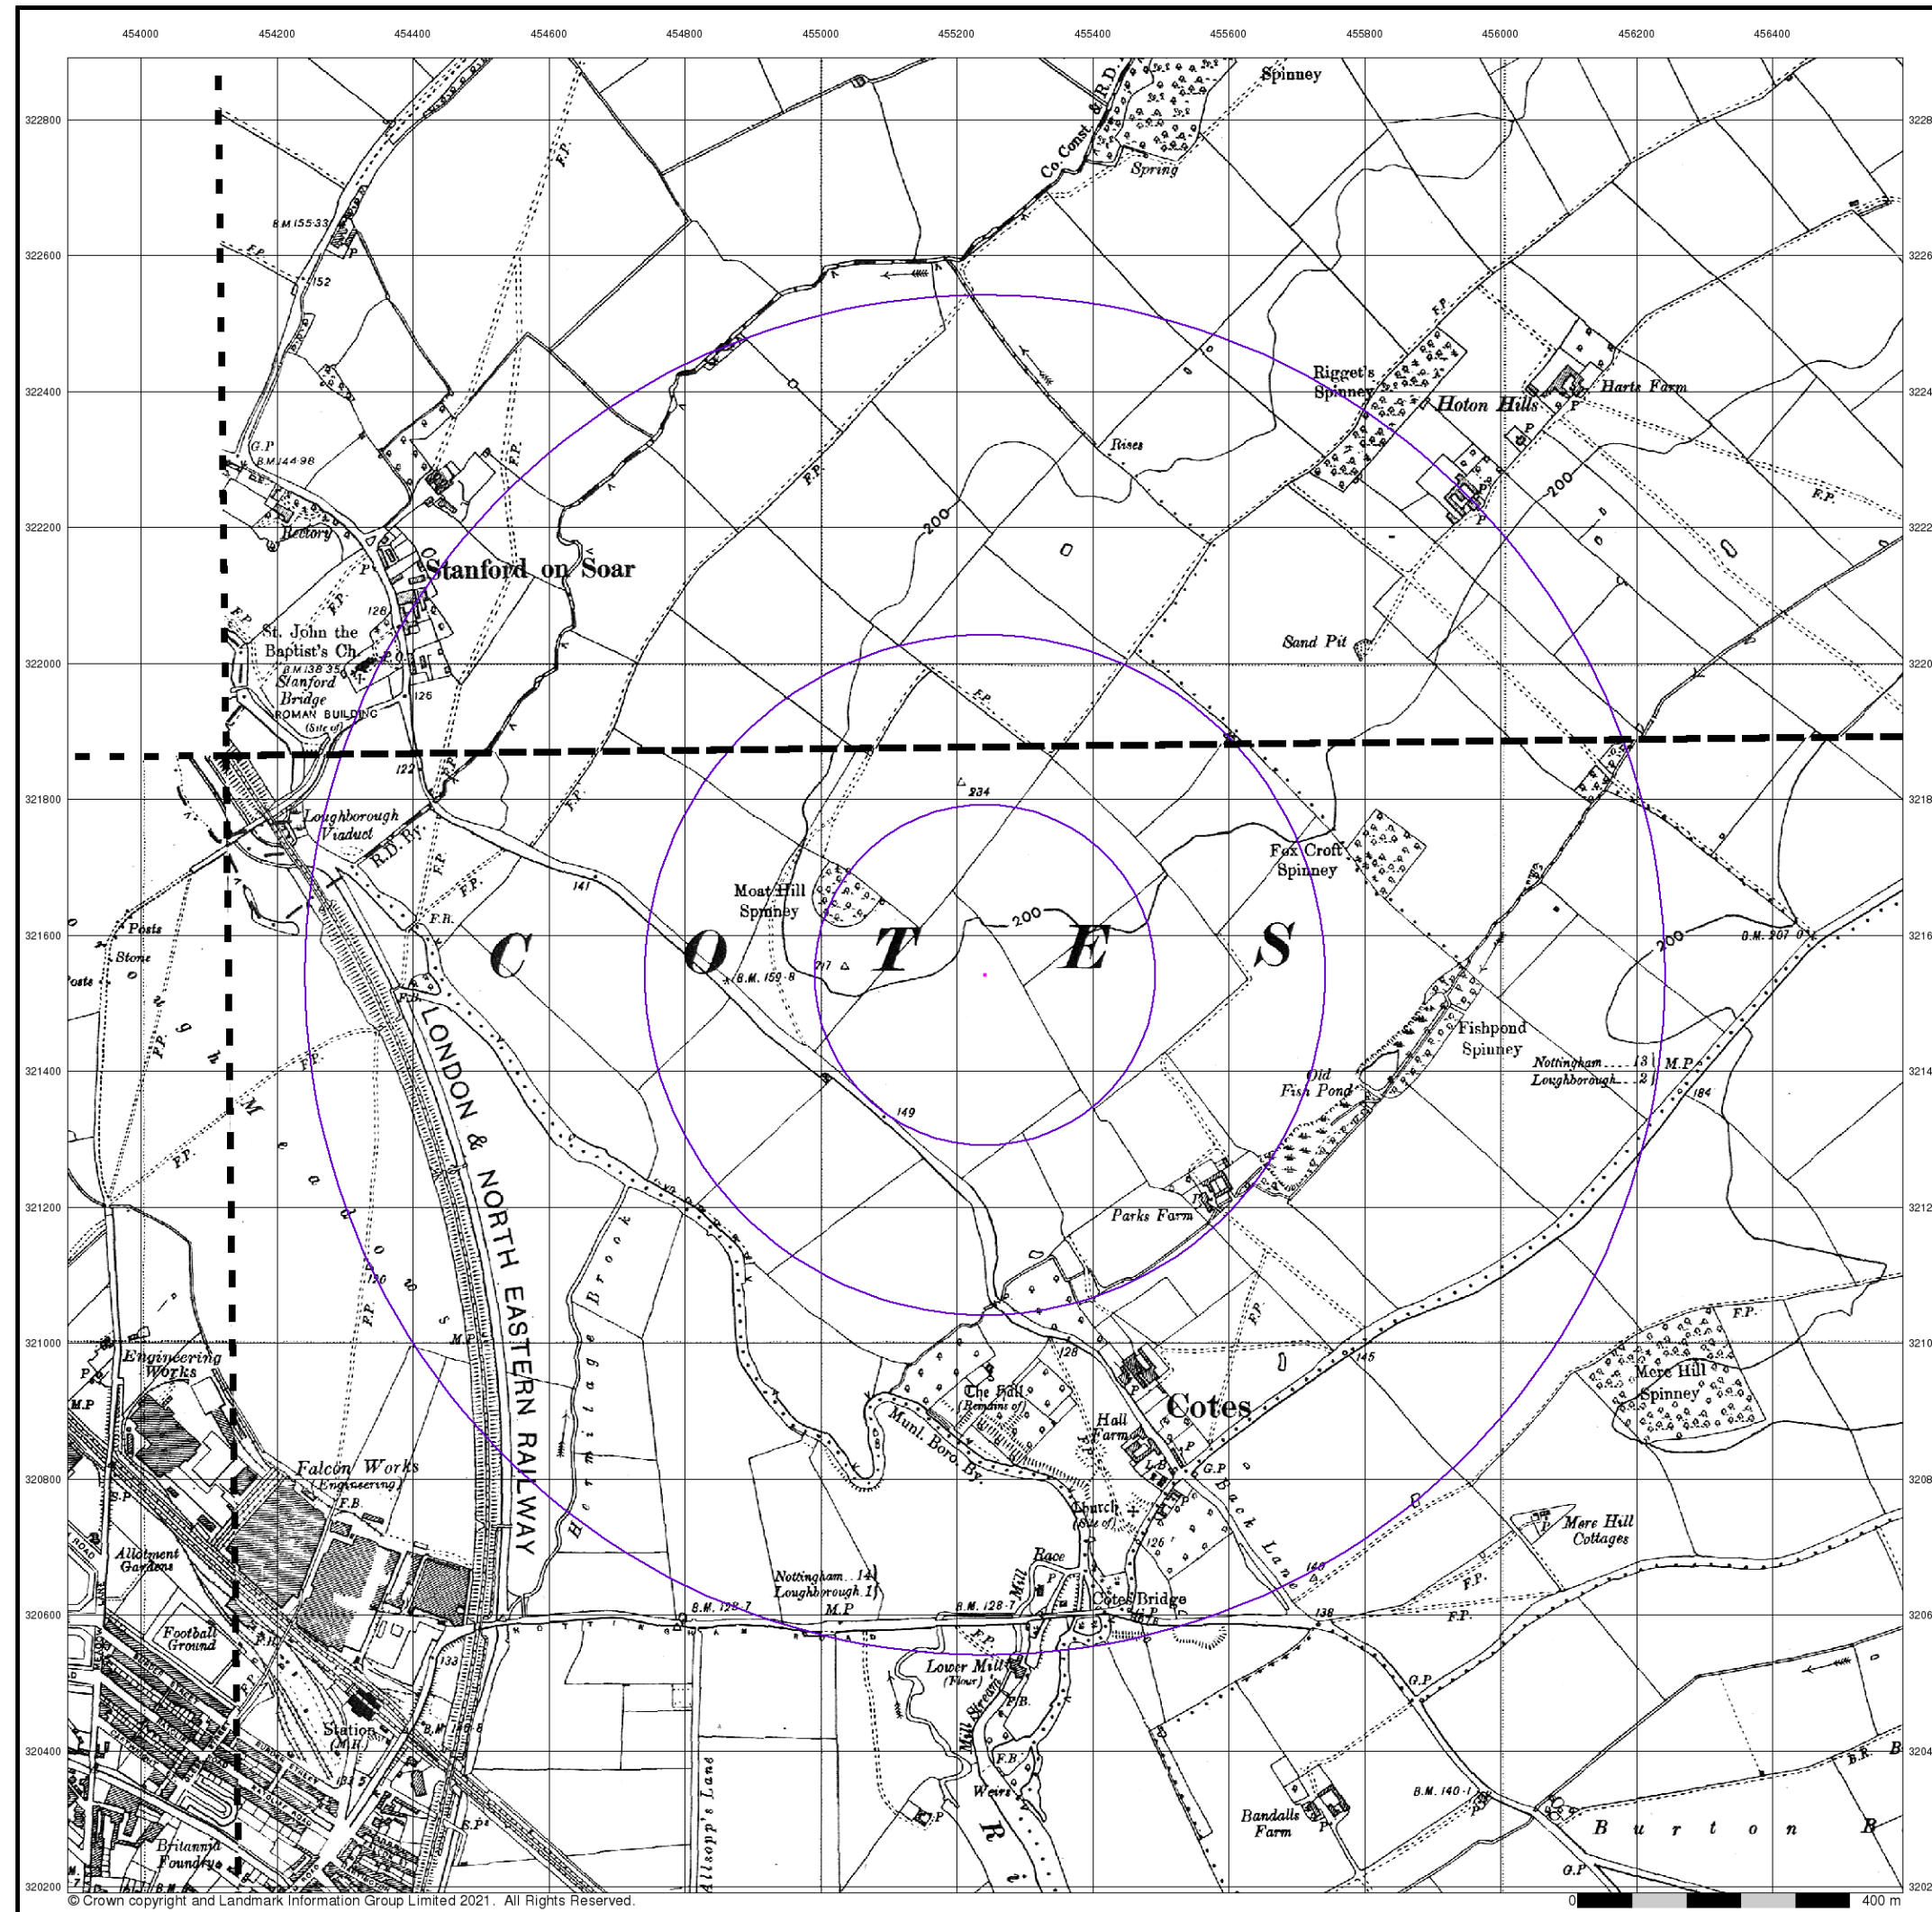 454000 454200 454400 454600 454800 455000 455200 455400 455600 455800 456000 456200 456400
Spinney
322800
Co. Const. & R.D.
F.P.
Spring
B.M.155·33
P
322600
F.P.
152
F.P.
322400
Rigget's
Spinney
Hoton Hills
Harts Farm
P
P
G.P
B.M.144·98
Rises
F.P.
F.P.
200
F.P.
P
322200
Rectory
200
Stanford on Soar
P
F.P.
128
F.P.
St. John the
Baptist's Ch.
P.O.
Sand Pit
322000
B.M.138·35
Stanford
Bridge
126
F.P.
ROMAN BUILDING
(Site of)
122
F.P.
F.P.
234
321800
Loughborough
Viaduct
R.D. By.
F.P.
F.P.
141
Moat Hill
Spinney
Fox Croft
Spinney
200
F.B.
321600
Posts
Stone
C O T E S
200
B.M. 207·0
B.M. 159·8
217
F.B.
Fishpond
Spinney
F.P.
F.P.
Nottingham....13
Loughborough...2
M.P.
321400
Old
Fish Pond
184
149
LONDON & NORTH EASTERN RAILWAY
F.P.
Parks Farm
P
321200
120
F.P.
F.P.
F.P.
M.P.
321000
Engineering
Works
P
128
145
Mere Hill
Spinney
The Hall
(Remains of)
P
Cotes
M.P
Hall
Farm
Munl. Boro. By.
P
L.B.
G.P
320800
Falcon Works
(Engineering)
S.P
F.B.
Back Lane
Church
(Site of)
P
126
Mere Hill
Cottages
P
Allotment
Gardens
ROAD
Race
140
Nottingham..14
Loughborough.1
M.P
Mill
P
F.P.
320600
B.M. 128·7
B.M. 128·7
Cotes Bridge
P
138
F.P.
NOTTINGHAM ROAD
Football
Ground
F.B.
F.P.
133
Lower Mill
(Flour)
F.B.
G.P.
F.P.
Station
(M.R.)
Mill Stream
320400
F.B.
B.R.
B
Allsopp's Lane
Weirs
B.M. 140·1
P
Bandalls
Farm
P
S.P
R
Britannia
Foundry
Burton B
G.P
320200
© Crown copyright and Landmark Information Group Limited 2021. All Rights Reserved.
0 400 m